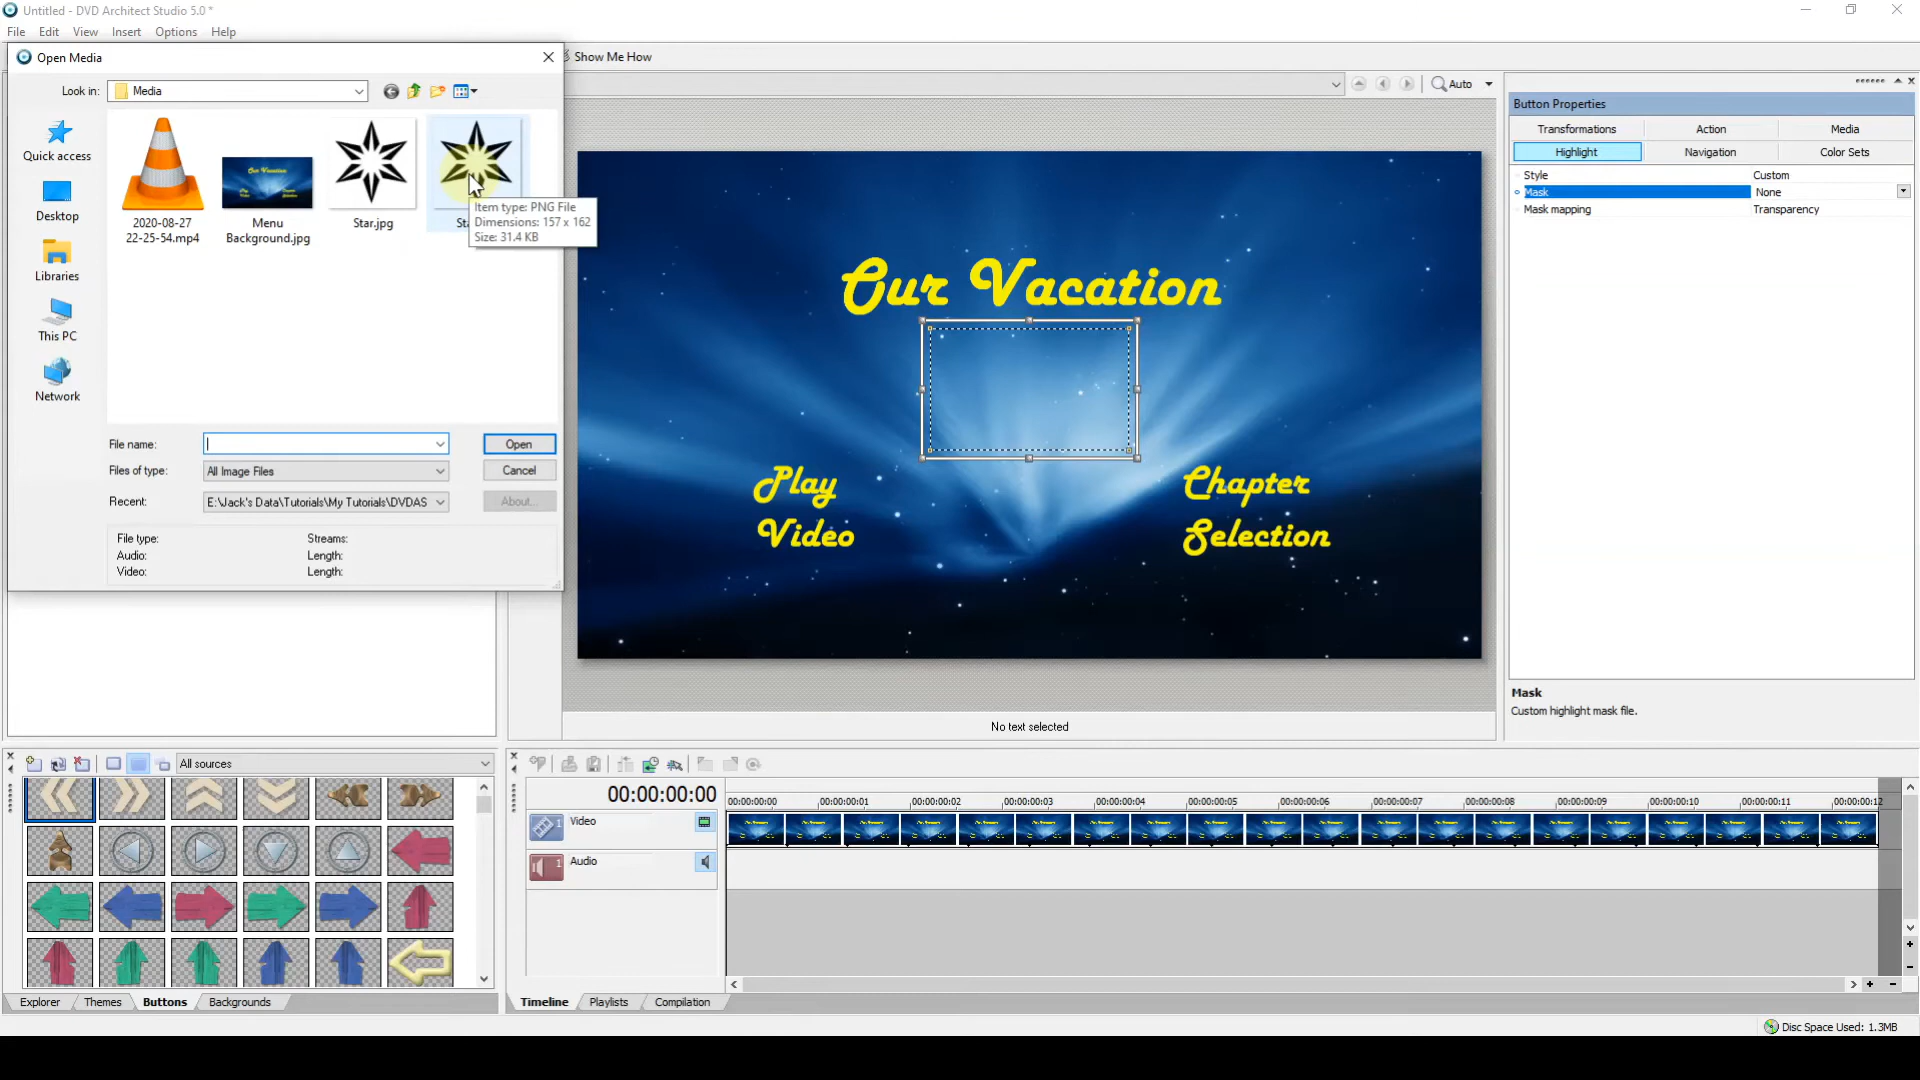 Untitled - DVD Architect Studio 5.0 *
File Edit View Insert Options Help
Open Media
Show Me How
Look in: Media
Auto
Quick access
Desktop
Libraries
This PC
Network
2020-08-27 22-25-54.mp4
Menu Background.jpg
Star.jpg
Item type: PNG File
Dimensions: 157 x 162
Size: 31.4 KB
File name:
Open
Files of type: All Image Files
Cancel
Recent: E:\Jack's Data\Tutorials\My Tutorials\DVDAS
About...
File type:
Streams:
Audio:
Length:
Video:
Length:
Our Vacation
Play Video
Chapter Selection
No text selected
Button Properties
Transformations Action Media
Highlight Navigation Color Sets
Style Custom
Mask None
Mask mapping Transparency
Mask
Custom highlight mask file.
All sources
Explorer Themes Buttons Backgrounds
00:00:00:00
00:00:00:00 00:00:00:01 00:00:00:02 00:00:00:03 00:00:00:04 00:00:00:05 00:00:00:06 00:00:00:07 00:00:00:08 00:00:00:09 00:00:00:10 00:00:00:11 00:00:00:12
1 Video
1 Audio
Timeline Playlists Compilation
Disc Space Used: 1.3MB